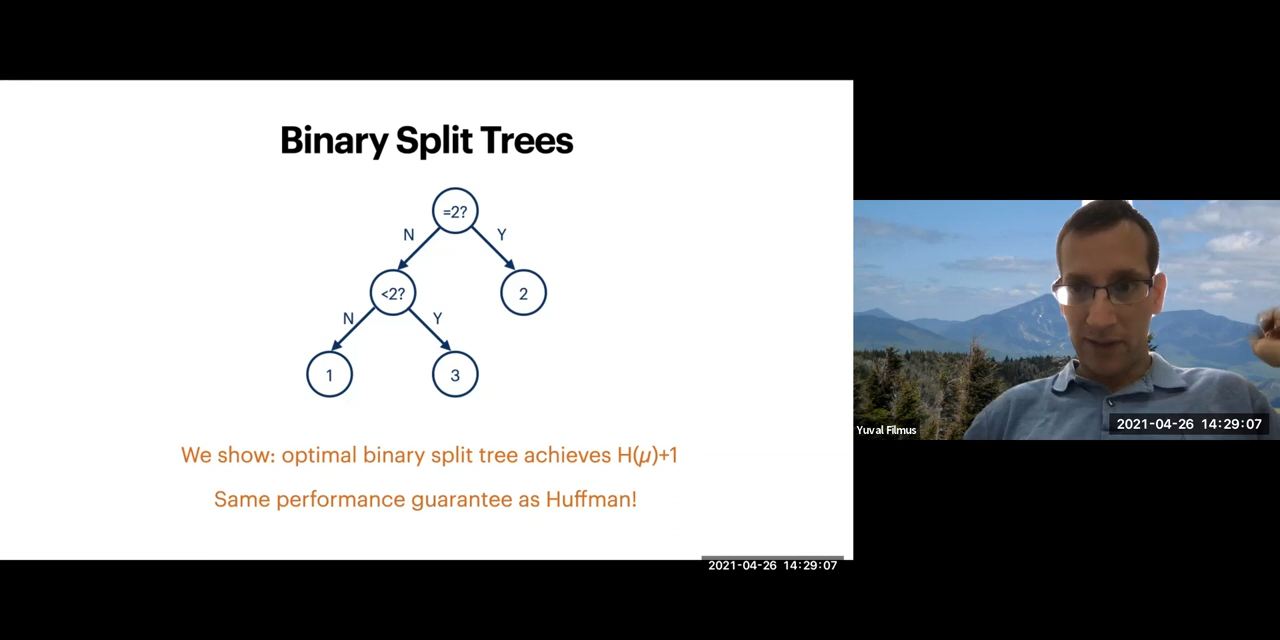 Binary Split Trees
=2?
N
Y
<2?
2
N
Y
1
3
We show: optimal binary split tree achieves H(μ)+1
Same performance guarantee as Huffman!
2021-04-26 14:29:07
Yuval Filmus
2021-04-26 14:29:07